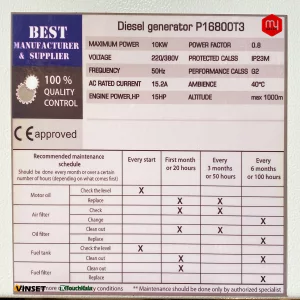 BEST
MANUFACTURER
& SUPPLIER
100 %
QUALITY
CONTROL
CE approved
Diesel generator P16800T3
my
MAXIMUM POWER 10KW POWER FACTOR 0.8
VOLTAGE 220/380V PROTECTED CALSS IP23M
FREQUENCY 50Hz PERFORMANCE CALSS G2
AC RATED CURRENT 15.2A AMBIENCE 40°C
ENGINE POWER,HP 15HP ALTITUDE max 1000m
Recommended maintenance
schedule
Should be done every month or over a certain
number of hours (depending on what comes first)
Every start
First month
or 20 hours
Every
3 months
or 50 hours
Every
6 months
or 100 hours
Motor oil Check the level X
Replace X X
Air filter Check X X
Change X
Oil filter Clean out X X
Replace X
Fuel tank Check the level X
Clean out X
Fuel filter Clean out X
Replace X
VINSET more dusty conditions
** Maintenance should be done only by authorized specialist